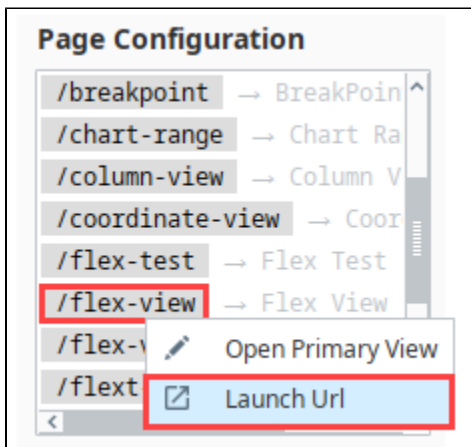 Page Configuration
/breakpoint → BreakPoin
/chart-range → Chart Ra
/column-view → Column V
/coordinate-view → Coor
/flex-test → Flex Test
/flex-view → Flex View
/flex-v
Open Primary View
/flext
Launch Url